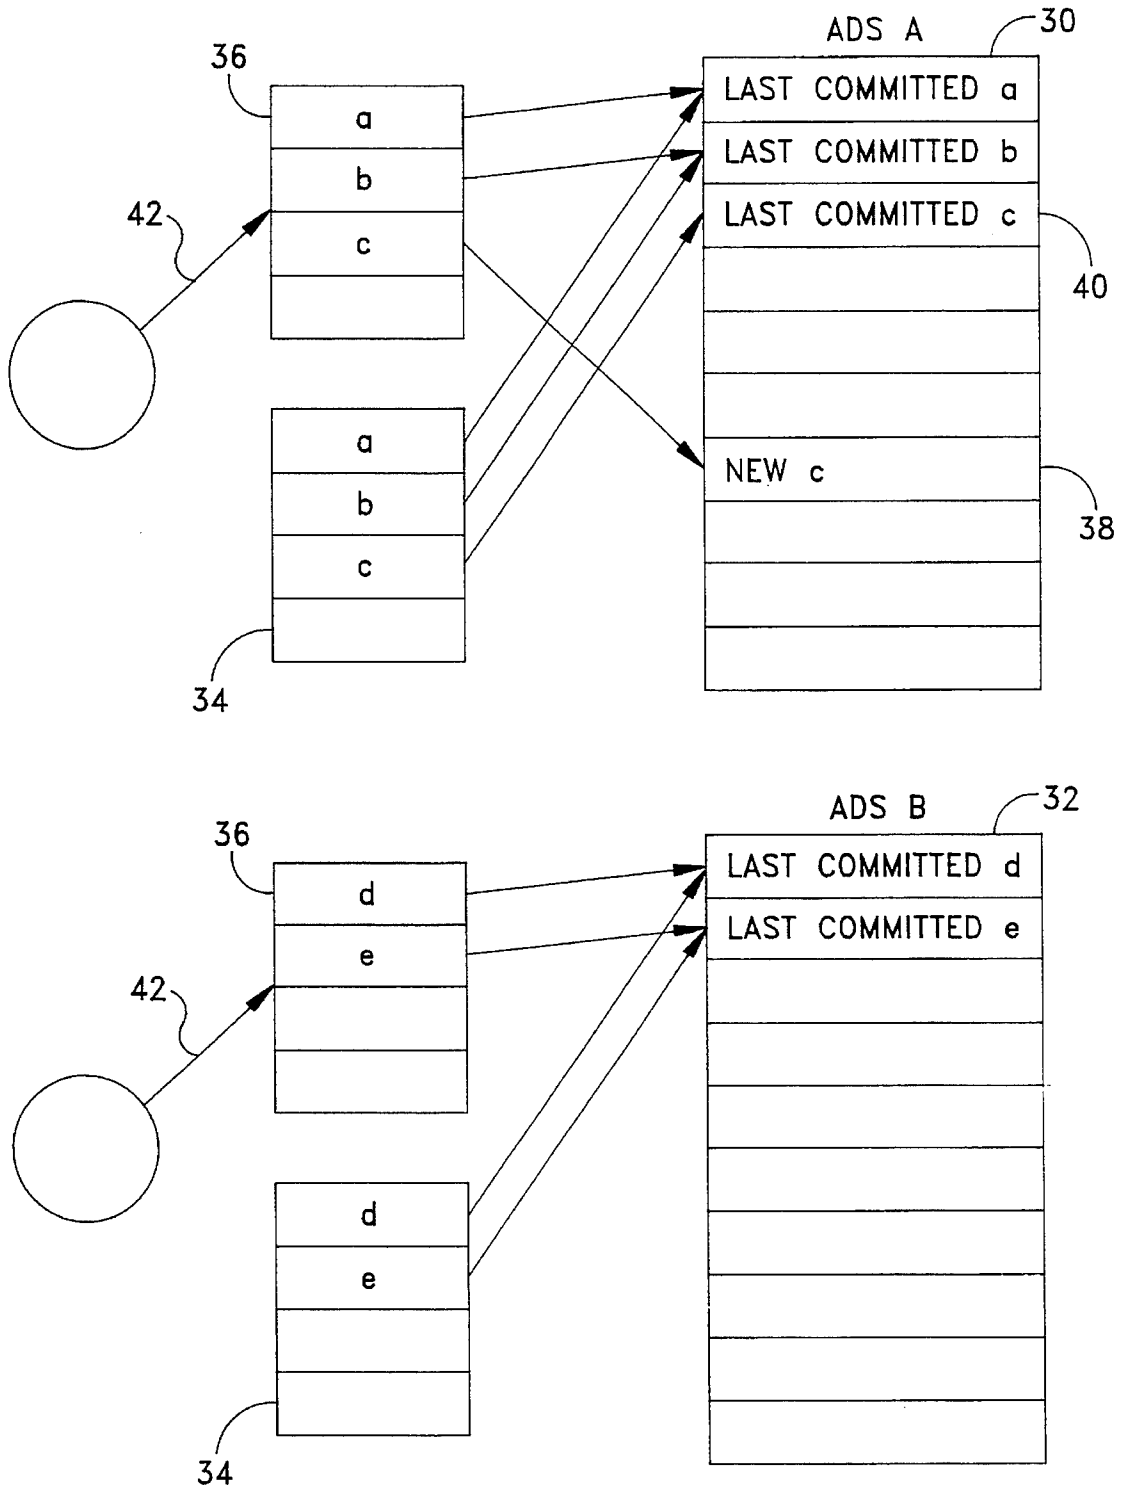 ADS A
30
36
a
b
c
42
LAST COMMITTED a
LAST COMMITTED b
LAST COMMITTED c
40
a
b
c
34
NEW c
38
ADS B
32
36
d
e
42
LAST COMMITTED d
LAST COMMITTED e
d
e
34